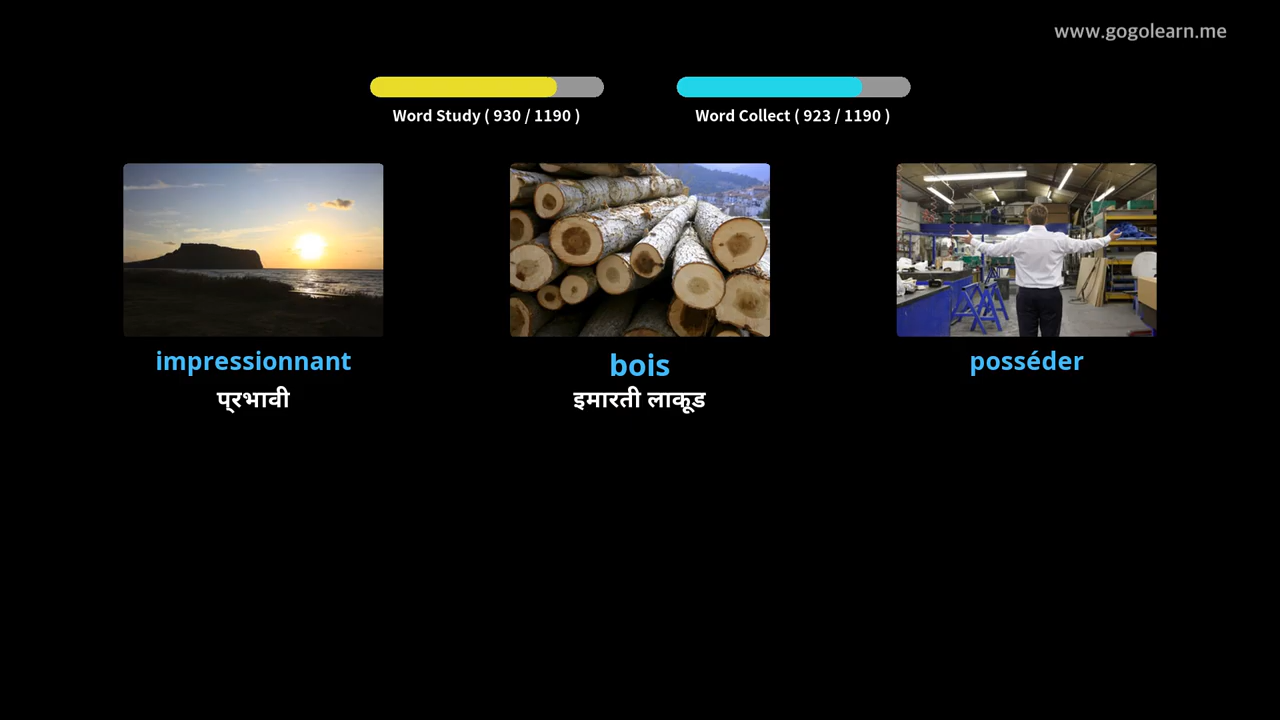 www.gogolearn.me
Word Study ( 930 / 1190 )
Word Collect ( 923 / 1190 )
impressionnant
bois
posséder
प्रभावी
इमारती लाकूड